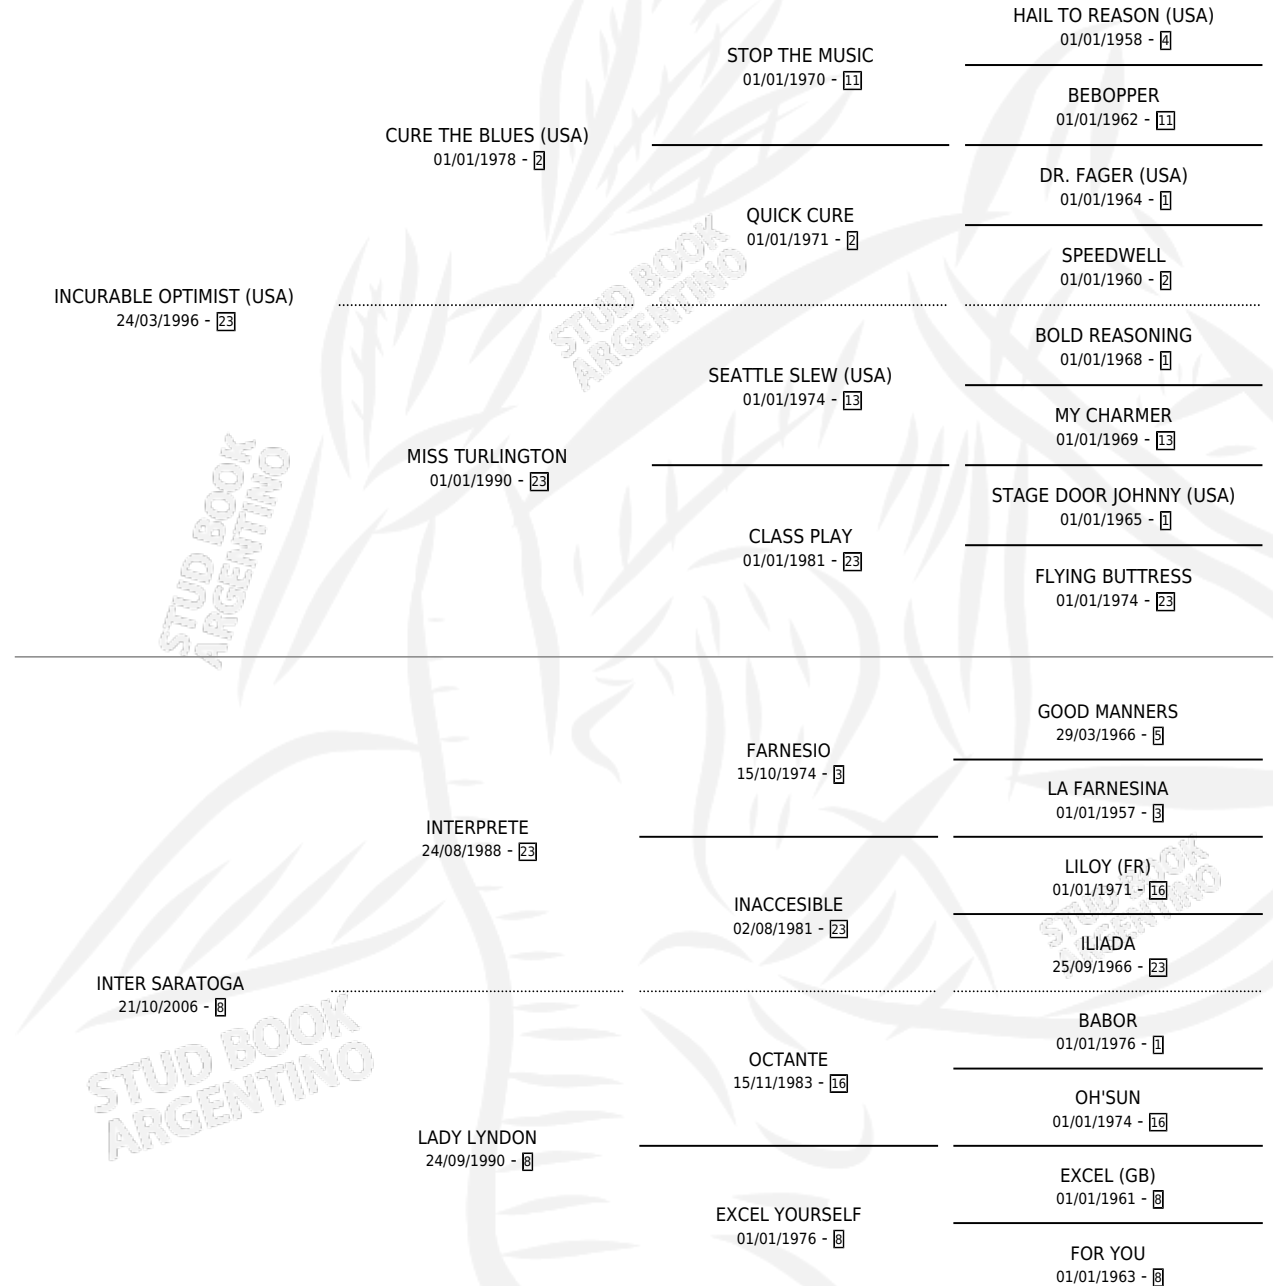 HAIL TO REASON (USA)
01/01/1958 - 4
STOP THE MUSIC
01/01/1970 - 11
BEBOPPER
01/01/1962 - 11
CURE THE BLUES (USA)
01/01/1978 - 2
DR. FAGER (USA)
01/01/1964 - 1
QUICK CURE
01/01/1971 - 2
SPEEDWELL
01/01/1960 - 2
INCURABLE OPTIMIST (USA)
24/03/1996 - 23
BOLD REASONING
01/01/1968 - 1
SEATTLE SLEW (USA)
01/01/1974 - 13
MY CHARMER
01/01/1969 - 13
MISS TURLINGTON
01/01/1990 - 23
STAGE DOOR JOHNNY (USA)
01/01/1965 - 1
CLASS PLAY
01/01/1981 - 23
FLYING BUTTRESS
01/01/1974 - 23
GOOD MANNERS
29/03/1966 - 5
FARNESIO
15/10/1974 - 3
LA FARNESINA
01/01/1957 - 3
INTERPRETE
24/08/1988 - 23
LILOY (FR)
01/01/1971 - 16
INACCESIBLE
02/08/1981 - 23
ILIADA
25/09/1966 - 23
INTER SARATOGA
21/10/2006 - 8
BABOR
01/01/1976 - 1
OCTANTE
15/11/1983 - 16
OH'SUN
01/01/1974 - 16
LADY LYNDON
24/09/1990 - 8
EXCEL (GB)
01/01/1961 - 8
EXCEL YOURSELF
01/01/1976 - 8
FOR YOU
01/01/1963 - 8
STUD BOOK
ARGENTINO
STUD BOOK
ARGENTINO
STUD BOOK
ARGENTINO
STUD BOOK
ARGENTINO